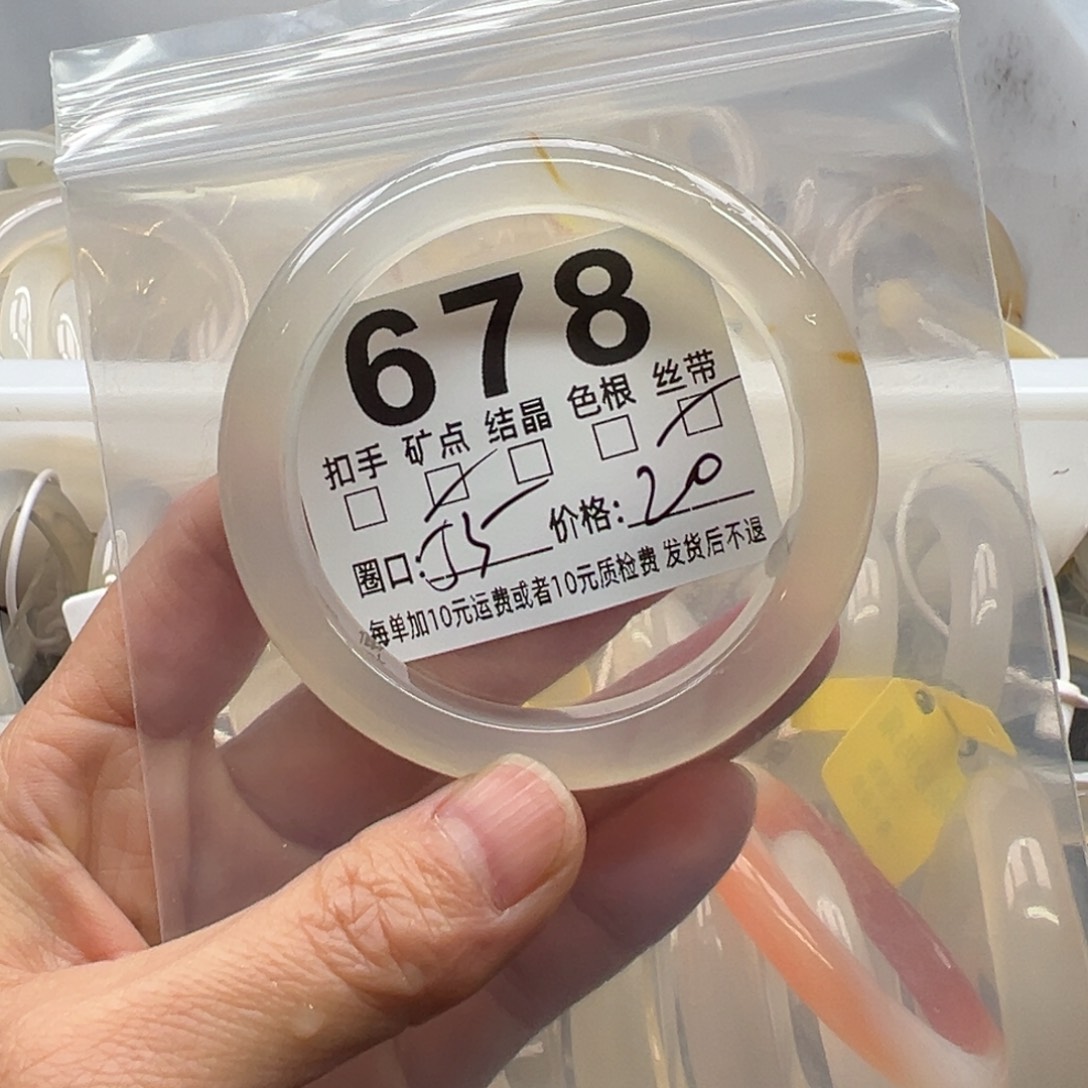 678
扣手 矿点 结晶 色根 丝带
圈口:55 价格:20
每单加10元运费或者10元质检费 发货后不退